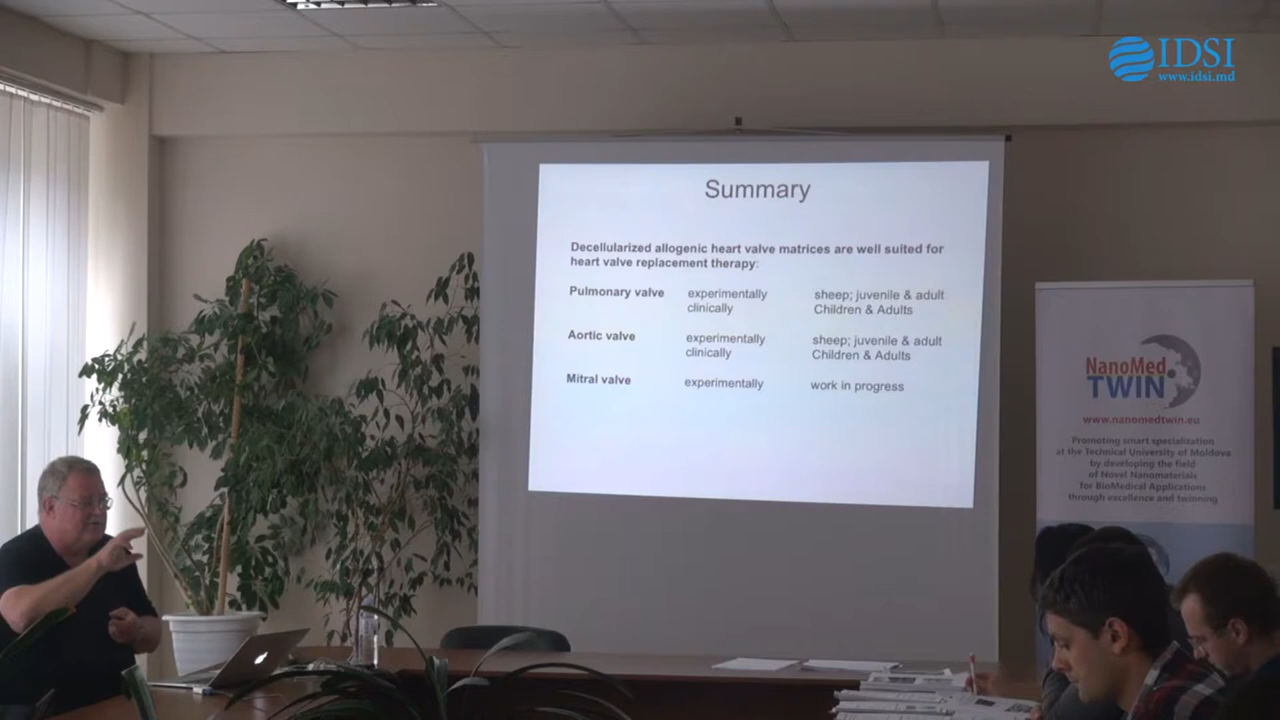 IDSI
www.idsi.md
Summary
Decellularized allogenic heart valve matrices are well suited for
heart valve replacement therapy:
Pulmonary valve experimentally sheep; juvenile & adult
clinically Children & Adults
Aortic valve experimentally sheep; juvenile & adult
clinically Children & Adults
Mitral valve experimentally work in progress
NanoMed
TWIN
www.nanomedtwin.eu
Promoting smart specialization
at the Technical University of Moldova
by developing the field
of Novel Nanomaterials
for BioMedical Applications
through excellence and twinning